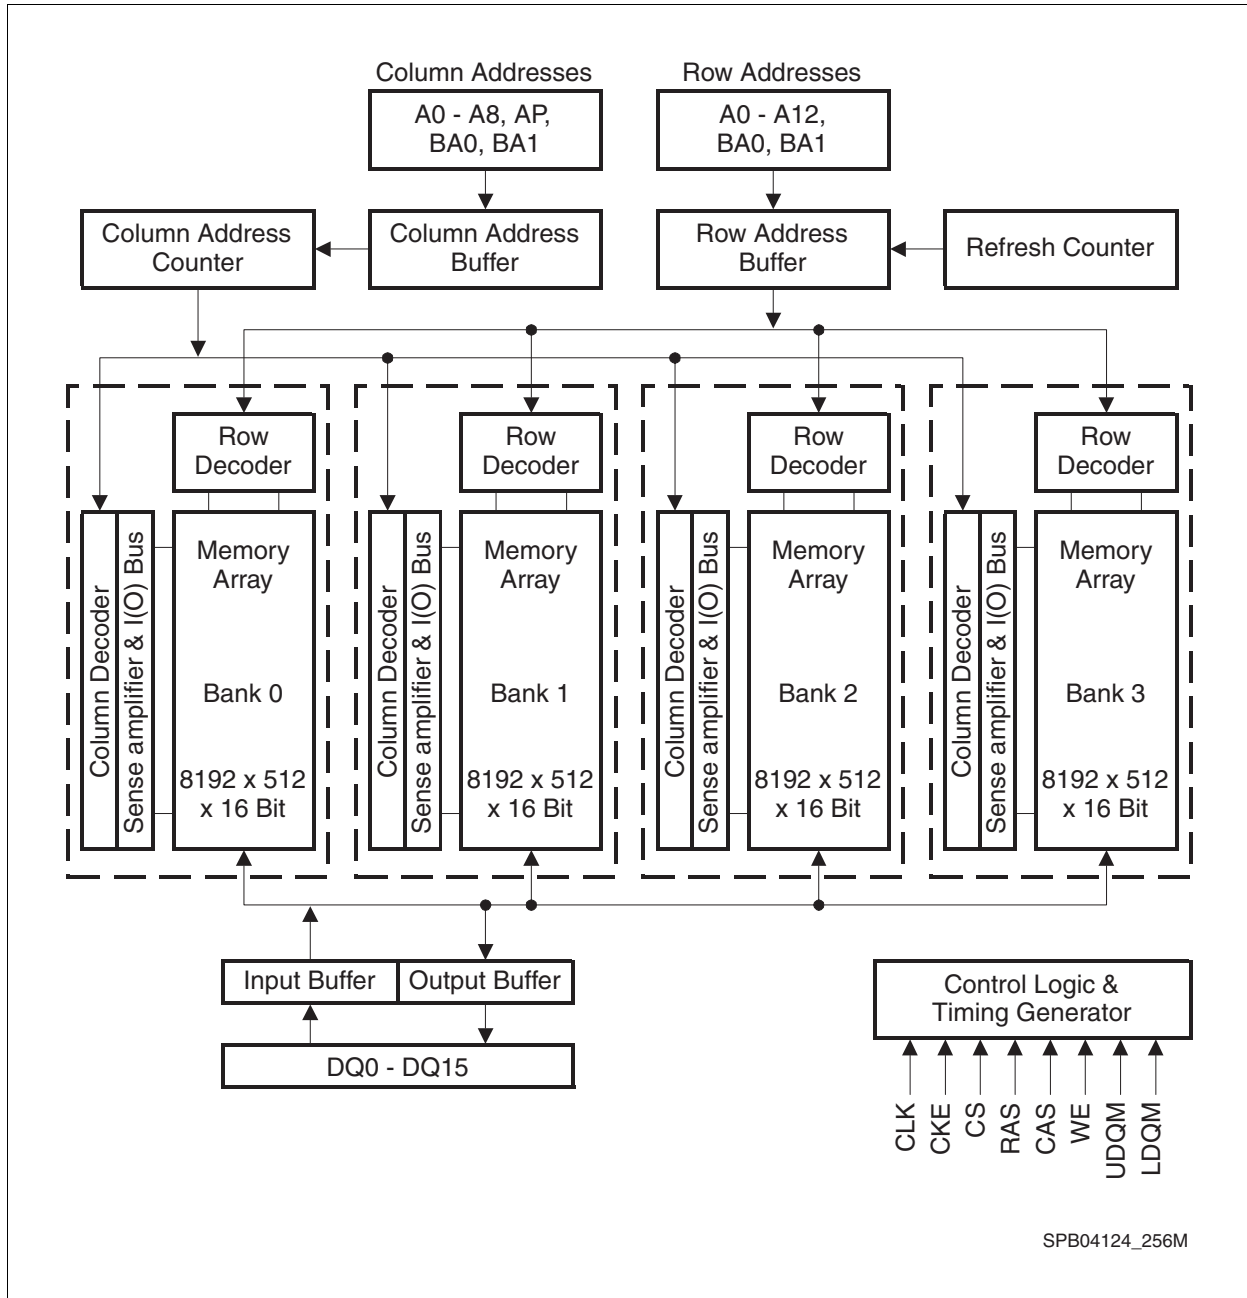 Column Addresses
Row Addresses
A0 - A8, AP,
BA0, BA1
A0 - A12,
BA0, BA1
Column Address
Counter
Column Address
Buffer
Row Address
Buffer
Refresh Counter
Row
Decoder
Row
Decoder
Row
Decoder
Row
Decoder
Column Decoder
Sense amplifier & I(O) Bus
Memory
Array
Bank 0
8192 x 512
x 16 Bit
Column Decoder
Sense amplifier & I(O) Bus
Memory
Array
Bank 1
8192 x 512
x 16 Bit
Column Decoder
Sense amplifier & I(O) Bus
Memory
Array
Bank 2
8192 x 512
x 16 Bit
Column Decoder
Sense amplifier & I(O) Bus
Memory
Array
Bank 3
8192 x 512
x 16 Bit
Input Buffer
Output Buffer
DQ0 - DQ15
Control Logic &
Timing Generator
CLK
CKE
CS
RAS
CAS
WE
UDQM
LDQM
SPB04124_256M